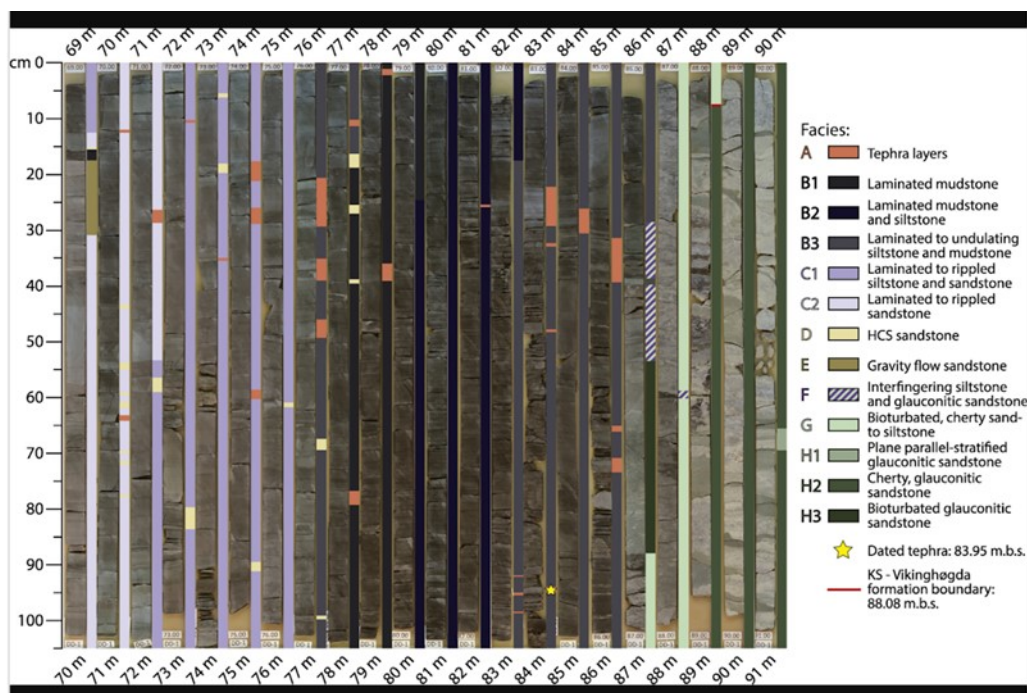 69 m 70 m 71 m 72 m 73 m 74 m 75 m 76 m 77 m 78 m 79 m 80 m 81 m 82 m 83 m 84 m 85 m 86 m 87 m 88 m 89 m 90 m
cm 0
10
20
30
40
50
60
70
80
90
100
70 m 71 m 72 m 73 m 74 m 75 m 76 m 77 m 78 m 79 m 80 m 81 m 82 m 83 m 84 m 85 m 86 m 87 m 88 m 89 m 90 m 91 m
Facies:
A Tephra layers
B1 Laminated mudstone
B2 Laminated mudstone
and siltstone
B3 Laminated to undulating
siltstone and mudstone
C1 Laminated to rippled
siltstone and sandstone
C2 Laminated to rippled
sandstone
D HCS sandstone
E Gravity flow sandstone
F Interfingering siltstone
and glauconitic sandstone
G Bioturbated, cherty sand-
to siltstone
H1 Plane parallel-stratified
glauconitic sandstone
H2 Cherty, glauconitic
sandstone
H3 Bioturbated glauconitic
sandstone
Dated tephra: 83.95 m.b.s.
KS - Vikinghøgda
formation boundary:
88.08 m.b.s.